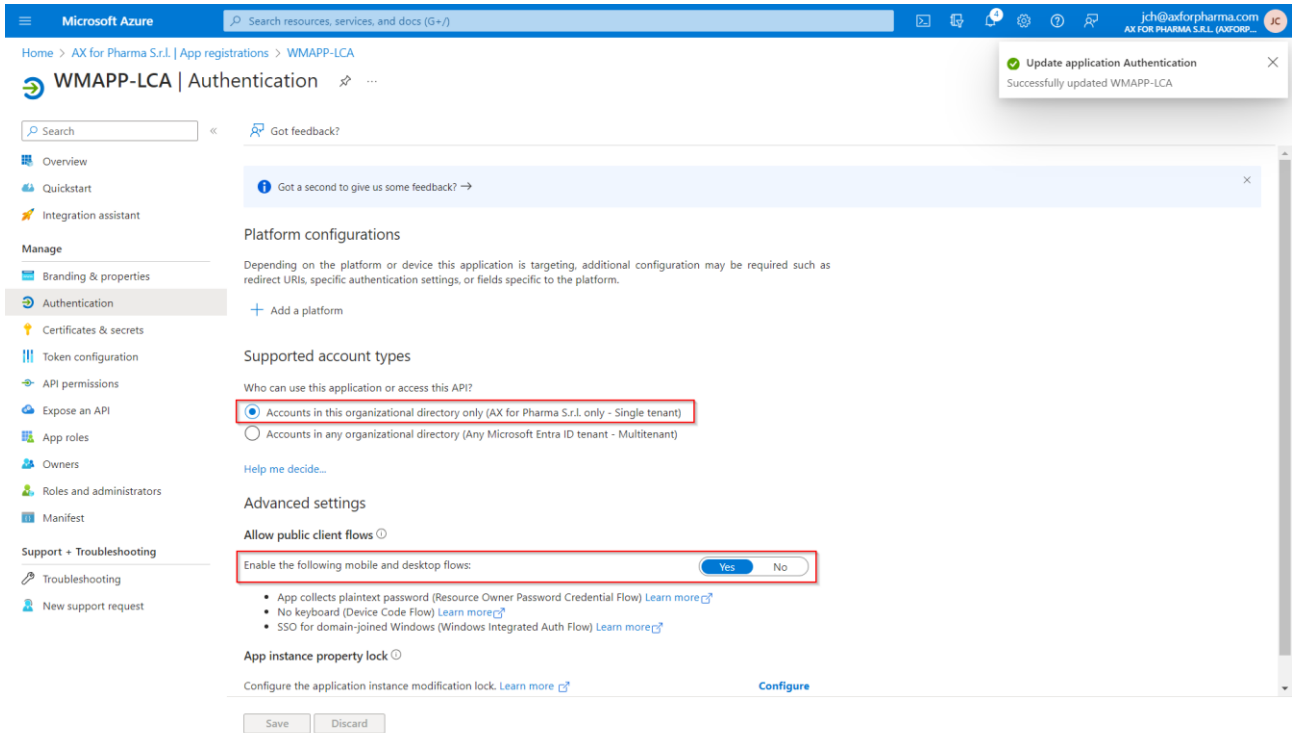 Microsoft Azure
Search resources, services, and docs (G+/)
4
jch@axforpharma.com
AX FOR PHARMA S.R.L. (AXFORP...
JC
Home > AX for Pharma S.r.l. | App registrations > WMAPP-LCA
WMAPP-LCA | Authentication
...
Update application Authentication
Successfully updated WMAPP-LCA
Search
«
Got feedback?
Overview
Quickstart
Integration assistant
Manage
Branding & properties
Authentication
Certificates & secrets
Token configuration
API permissions
Expose an API
App roles
Owners
Roles and administrators
Manifest
Support + Troubleshooting
Troubleshooting
New support request
Got a second to give us some feedback? →
Platform configurations
Depending on the platform or device this application is targeting, additional configuration may be required such as
redirect URIs, specific authentication settings, or fields specific to the platform.
+ Add a platform
Supported account types
Who can use this application or access this API?
Accounts in this organizational directory only (AX for Pharma S.r.l. only - Single tenant)
Accounts in any organizational directory (Any Microsoft Entra ID tenant - Multitenant)
Help me decide...
Advanced settings
Allow public client flows
Enable the following mobile and desktop flows:
Yes
No
• App collects plaintext password (Resource Owner Password Credential Flow) Learn more
• No keyboard (Device Code Flow) Learn more
• SSO for domain-joined Windows (Windows Integrated Auth Flow) Learn more
App instance property lock
Configure the application instance modification lock. Learn more
Configure
Save
Discard